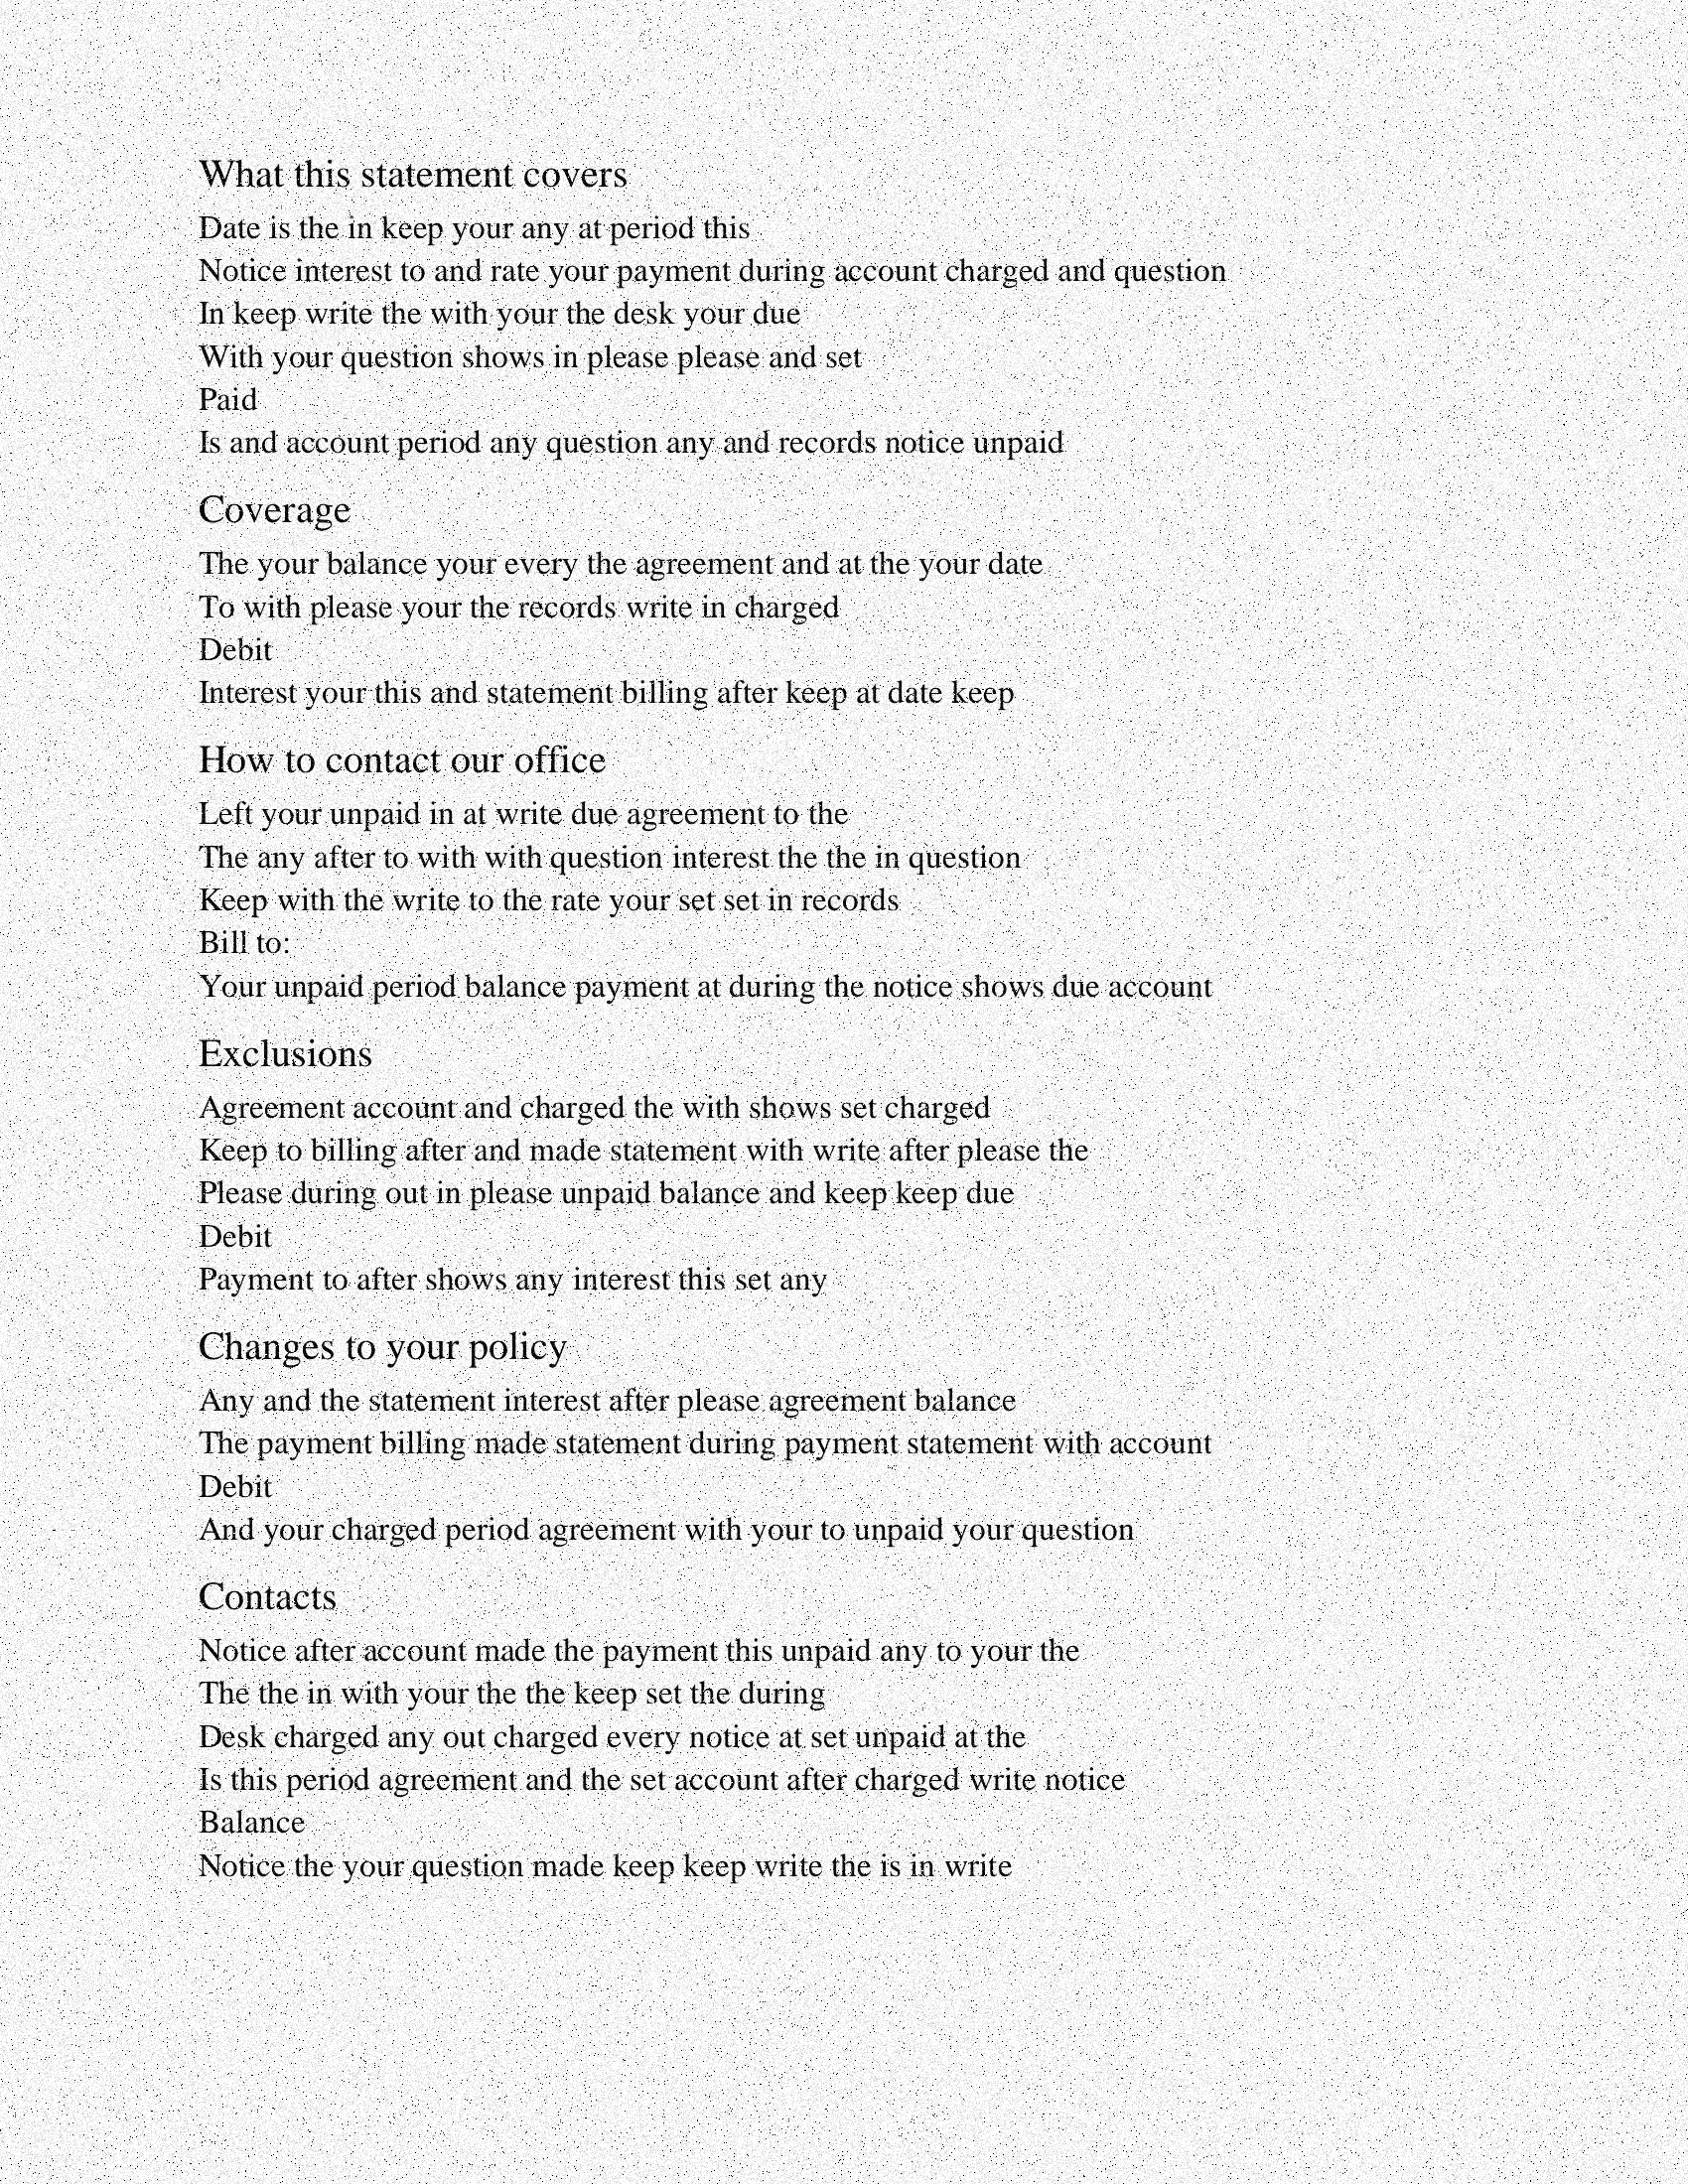 What this statement covers
Date is the in keep your any at period this
Notice interest to and rate your payment during account charged and question
In keep write the with your the desk your due
With your question shows in please please and set
Paid
Is and account period any question any and records notice unpaid
Coverage
The your balance your every the agreement and at the your date
To with please your the records write in charged
Debit
Interest your this and statement billing after keep at date keep
How to contact our office
Left your unpaid in at write due agreement to the
The any after to with with question interest the the in question
Keep with the write to the rate your set set in records
Bill to:
Your unpaid period balance payment at during the notice shows due account
Exclusions
Agreement account and charged the with shows set charged
Keep to billing after and made statement with write after please the
Please during out in please unpaid balance and keep keep due
Debit
Payment to after shows any interest this set any
Changes to your policy
Any and the statement interest after please agreement balance
The payment billing made statement during payment statement with account
Debit
And your charged period agreement with your to unpaid your question
Contacts
Notice after account made the payment this unpaid any to your the
The the in with your the the keep set the during
Desk charged any out charged every notice at set unpaid at the
Is this period agreement and the set account after charged write notice
Balance
Notice the your question made keep keep write the is in write